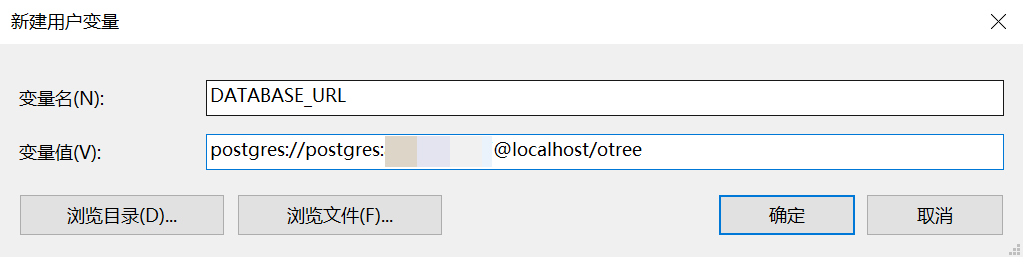 新建用户变量
变量名(N):
DATABASE_URL
变量值(V):
postgres://postgres: @localhost/otree
浏览目录(D)...
浏览文件(F)...
确定
取消